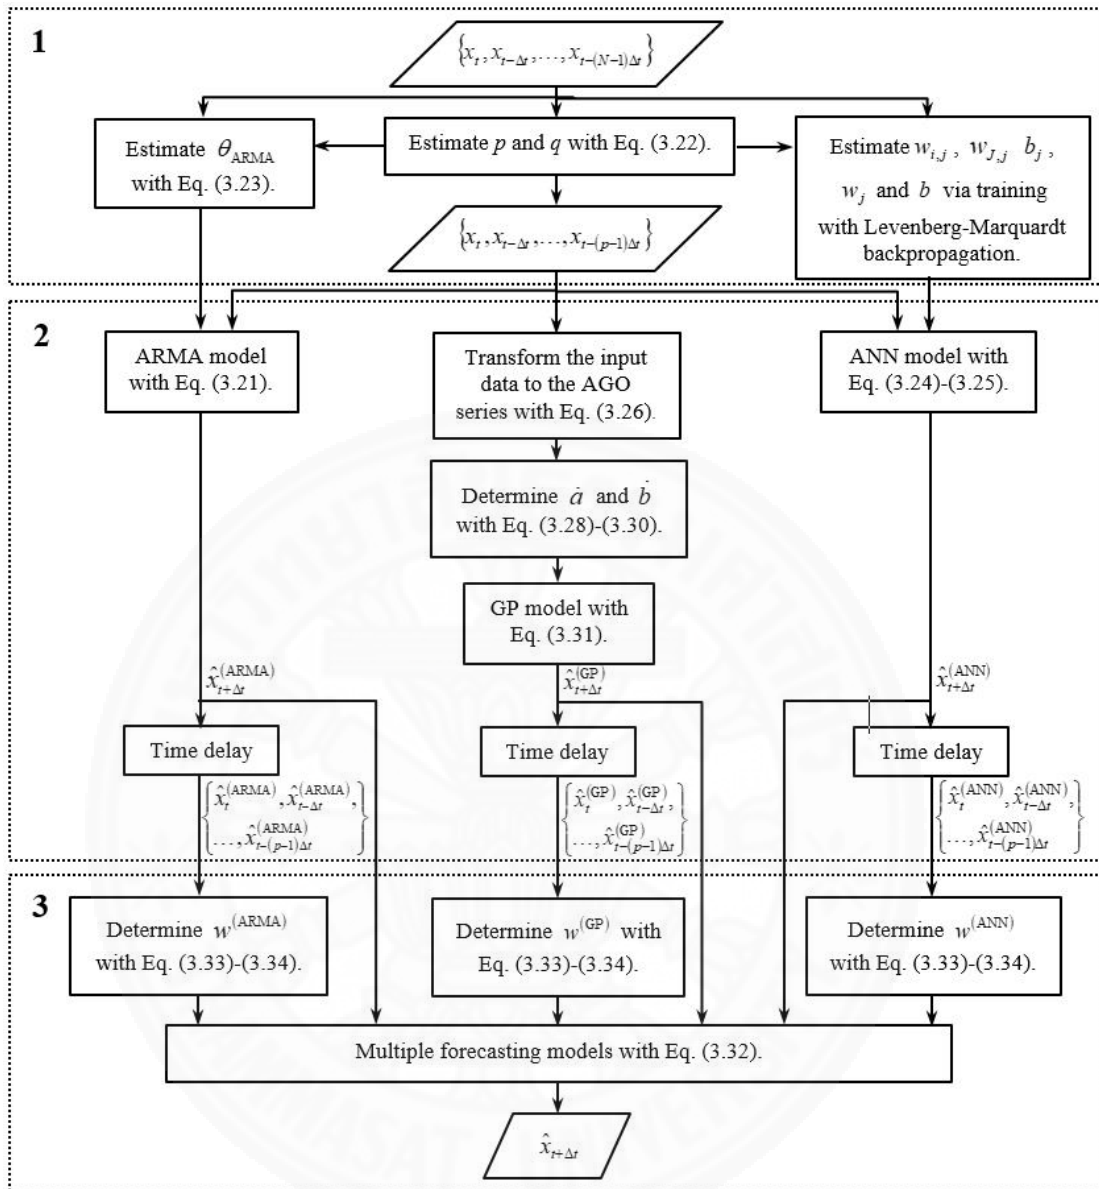 1
{x_t, x_{t-Δt}, ..., x_{t-(N-1)Δt}}
Estimate θ_ARMA
with Eq. (3.23).
Estimate p and q with Eq. (3.22).
Estimate w_{i,j}, w_{J,j} b_j,
w_j and b via training
with Levenberg-Marquardt
backpropagation.
{x_t, x_{t-Δt}, ..., x_{t-(p-1)Δt}}
2
ARMA model
with Eq. (3.21).
Transform the input
data to the AGO
series with Eq. (3.26).
ANN model with
Eq. (3.24)-(3.25).
Determine ȧ and ḃ
with Eq. (3.28)-(3.30).
GP model with
Eq. (3.31).
x̂_{t+Δt}^{(ARMA)}
x̂_{t+Δt}^{(GP)}
x̂_{t+Δt}^{(ANN)}
Time delay
Time delay
Time delay
{x̂_t^{(ARMA)}, x̂_{t-Δt}^{(ARMA)},
..., x̂_{t-(p-1)Δt}^{(ARMA)}}
{x̂_t^{(GP)}, x̂_{t-Δt}^{(GP)},
..., x̂_{t-(p-1)Δt}^{(GP)}}
{x̂_t^{(ANN)}, x̂_{t-Δt}^{(ANN)},
..., x̂_{t-(p-1)Δt}^{(ANN)}}
3
Determine w^{(ARMA)}
with Eq. (3.33)-(3.34).
Determine w^{(GP)} with
Eq. (3.33)-(3.34).
Determine w^{(ANN)}
with Eq. (3.33)-(3.34).
Multiple forecasting models with Eq. (3.32).
x̂_{t+Δt}